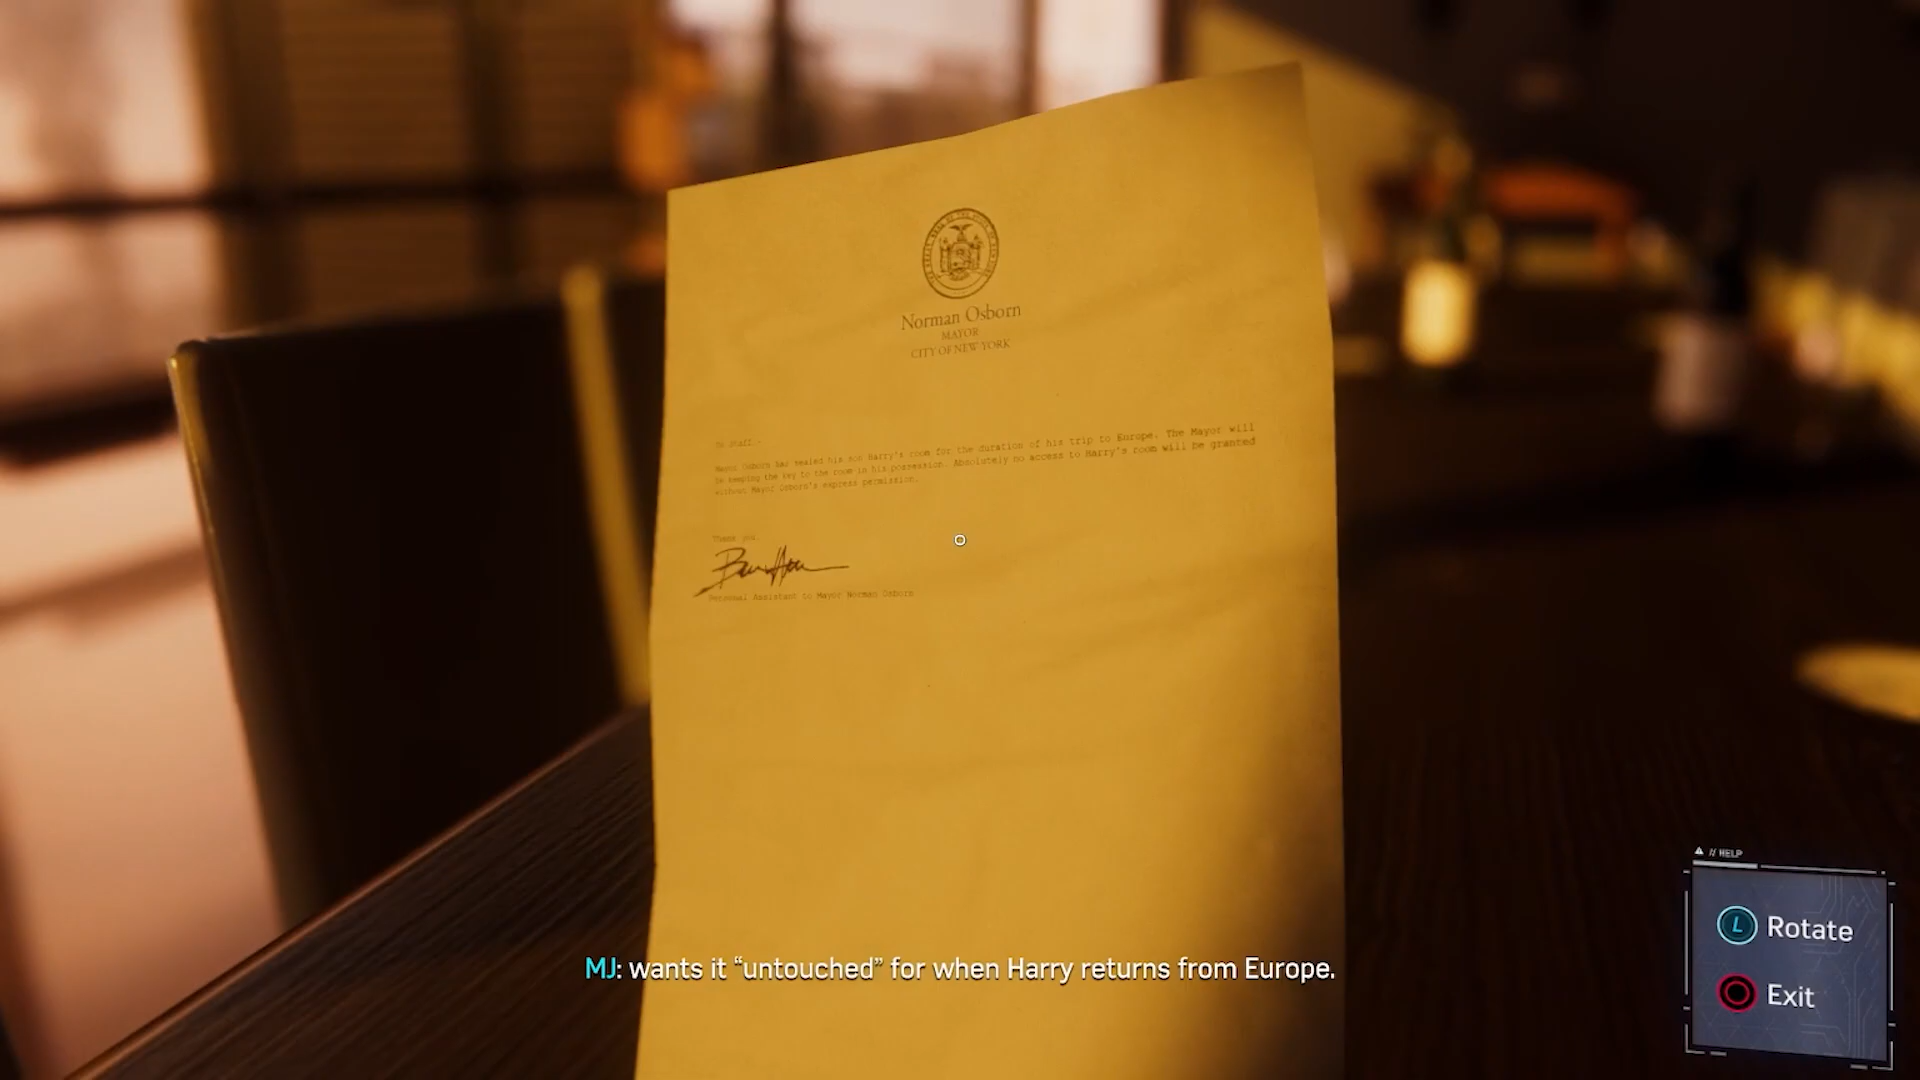 Norman Osborn
MAYOR
CITY OF NEW YORK
To Staff,-
Mayor Osborn has sealed his son Harry's room for the duration of his trip to Europe. The Mayor will
be keeping the key to the room in his possession. Absolutely no access to Harry's room will be granted
without Mayor Osborn's express permission.
Thank you,
Personal Assistant to Mayor Norman Osborn
MJ: wants it “untouched” for when Harry returns from Europe.
// HELP
L Rotate
Exit